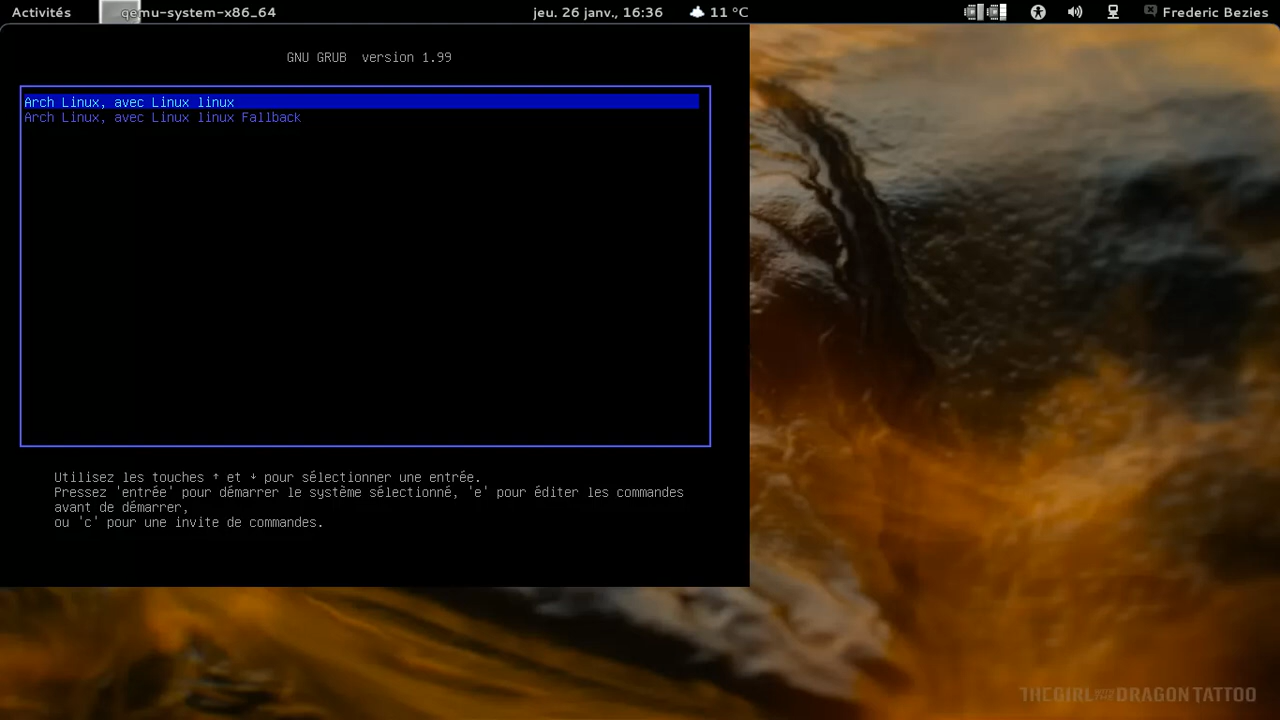 Activités qemu-system-x86_64 jeu. 26 janv., 16:36 11 °C Frederic Bezies
GNU GRUB version 1.99
Arch Linux, avec Linux linux
Arch Linux, avec Linux linux Fallback
Utilisez les touches ↑ et ↓ pour sélectionner une entrée.
Pressez 'entrée' pour démarrer le système sélectionné, 'e' pour éditer les commandes
avant de démarrer,
ou 'c' pour une invite de commandes.
THE GIRL WITH THE DRAGON TATTOO